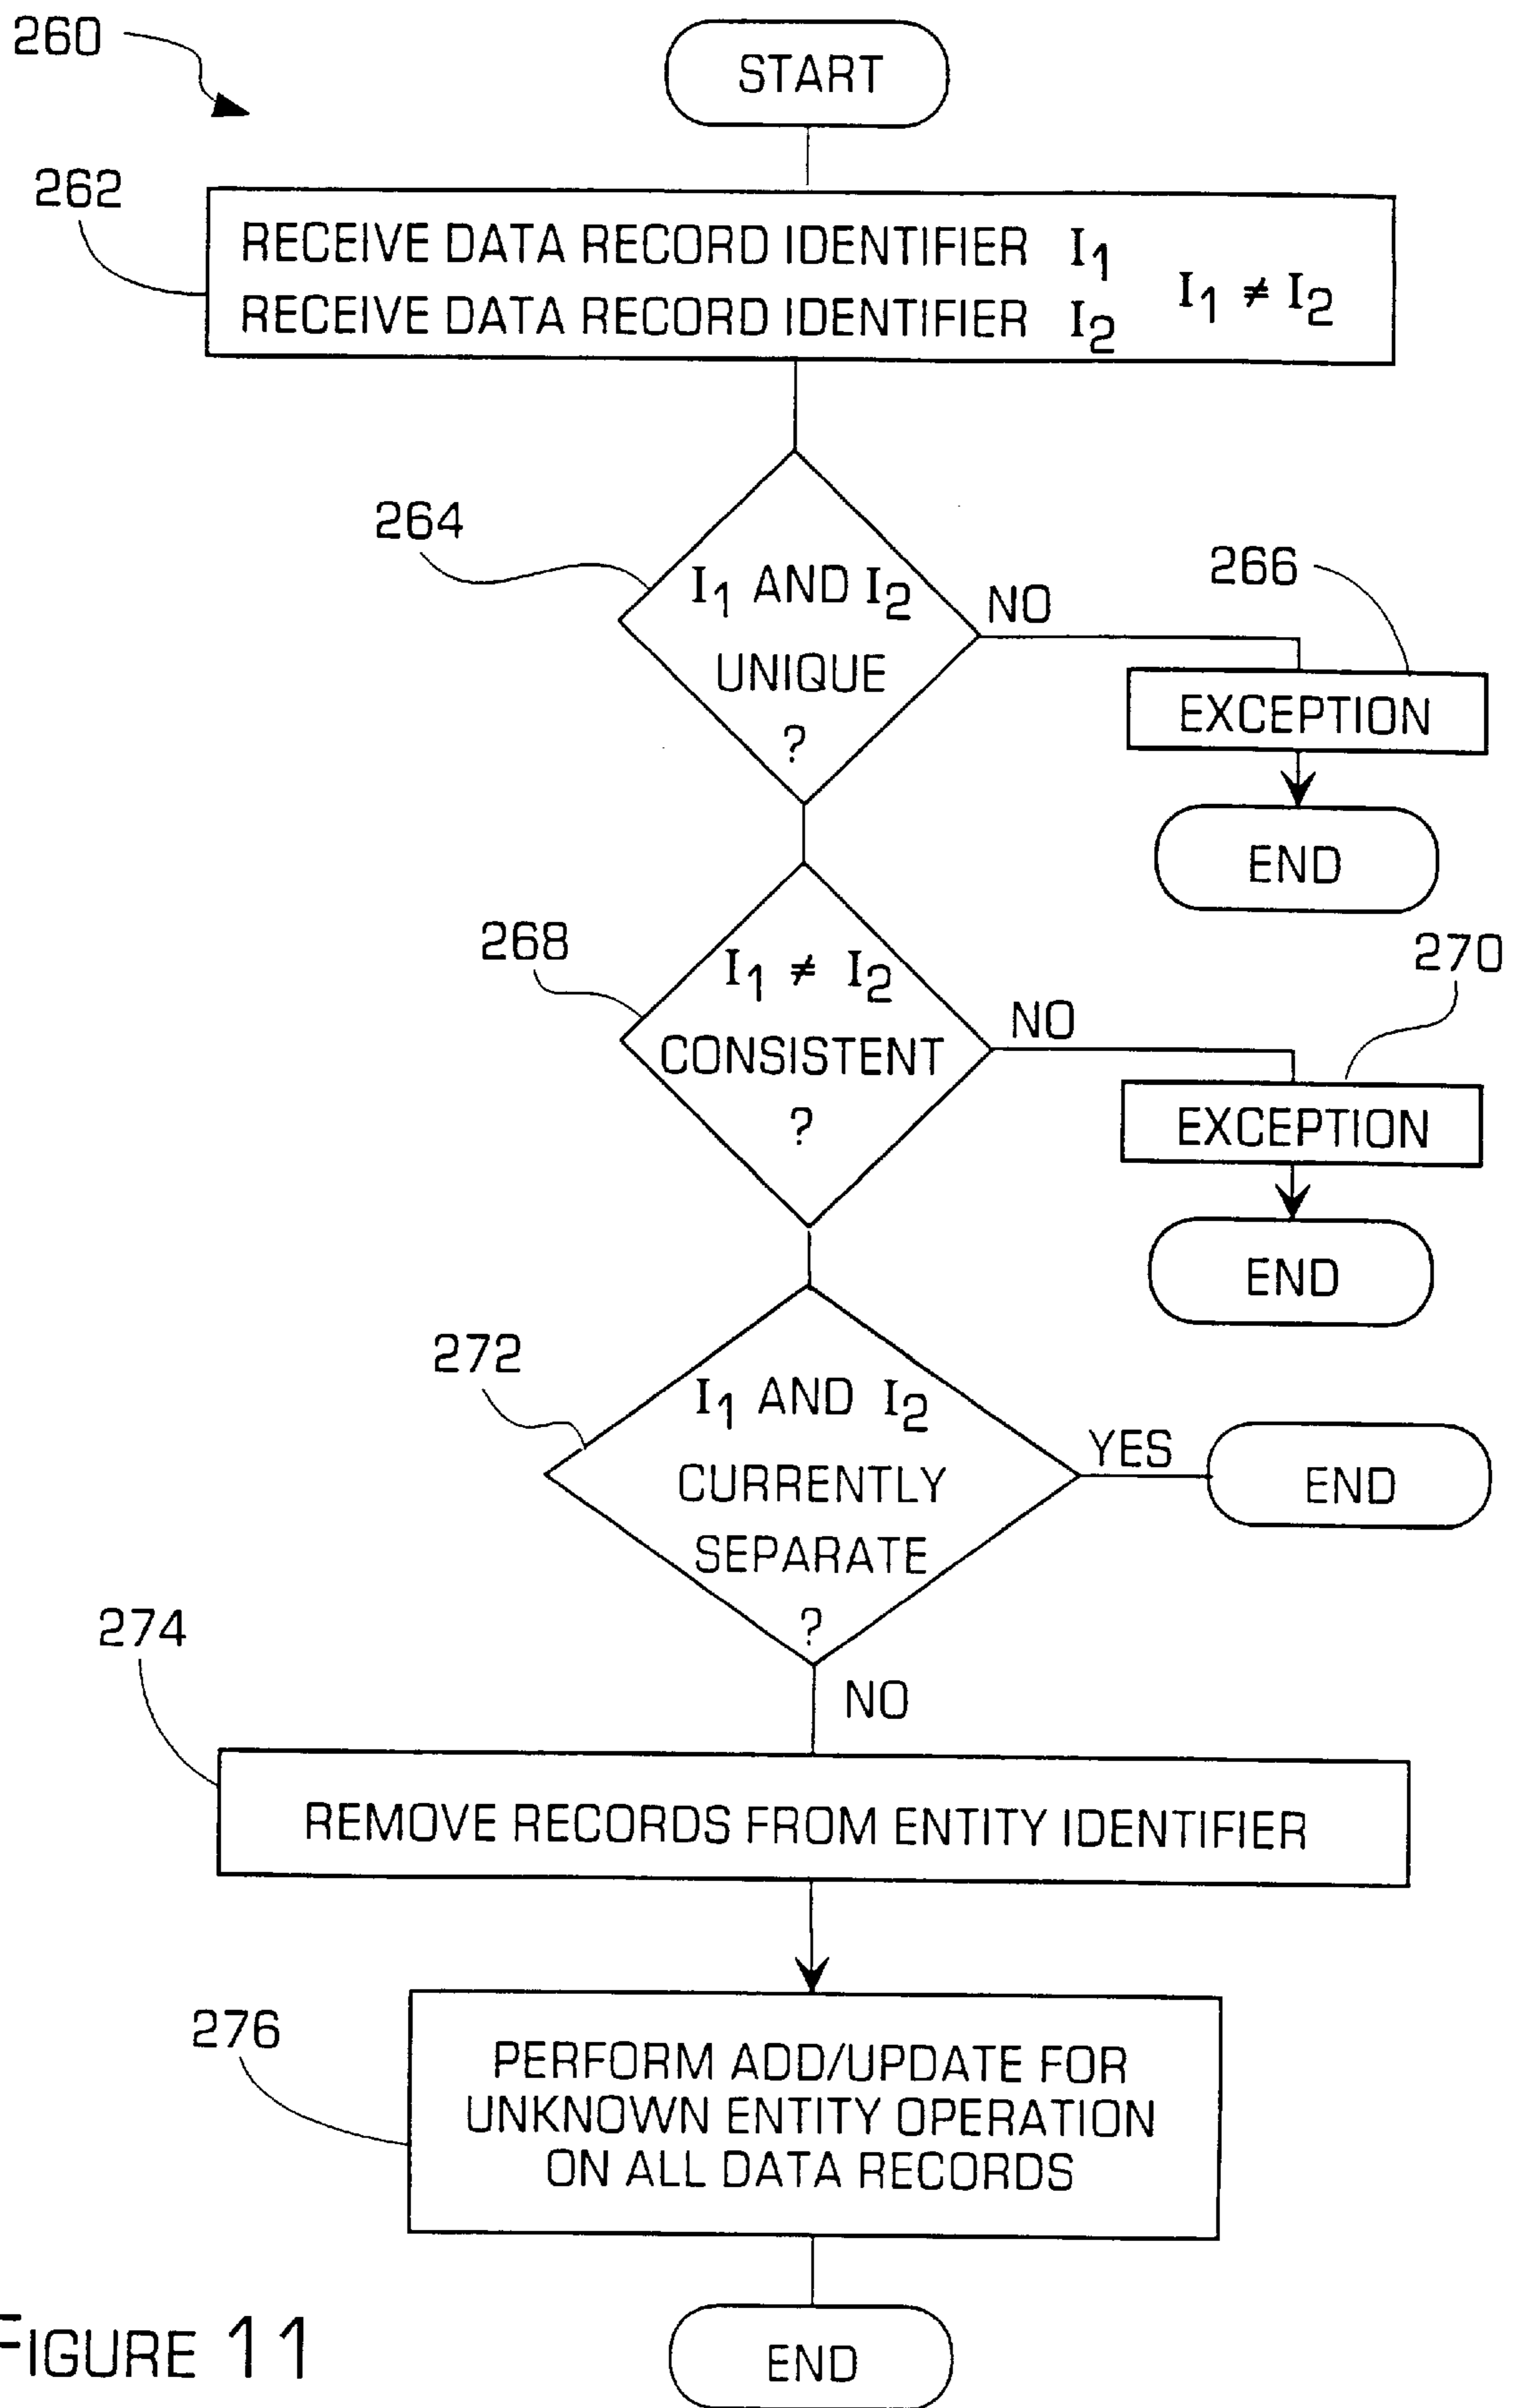 260
START
262
RECEIVE DATA RECORD IDENTIFIER I₁
RECEIVE DATA RECORD IDENTIFIER I₂
I₁ ≠ I₂
264
I₁ AND I₂
UNIQUE
?
NO
266
EXCEPTION
END
268
I₁ ≠ I₂
CONSISTENT
?
NO
270
EXCEPTION
END
272
I₁ AND I₂
CURRENTLY
SEPARATE
?
YES
END
NO
274
REMOVE RECORDS FROM ENTITY IDENTIFIER
276
PERFORM ADD/UPDATE FOR
UNKNOWN ENTITY OPERATION
ON ALL DATA RECORDS
END
FIGURE 11